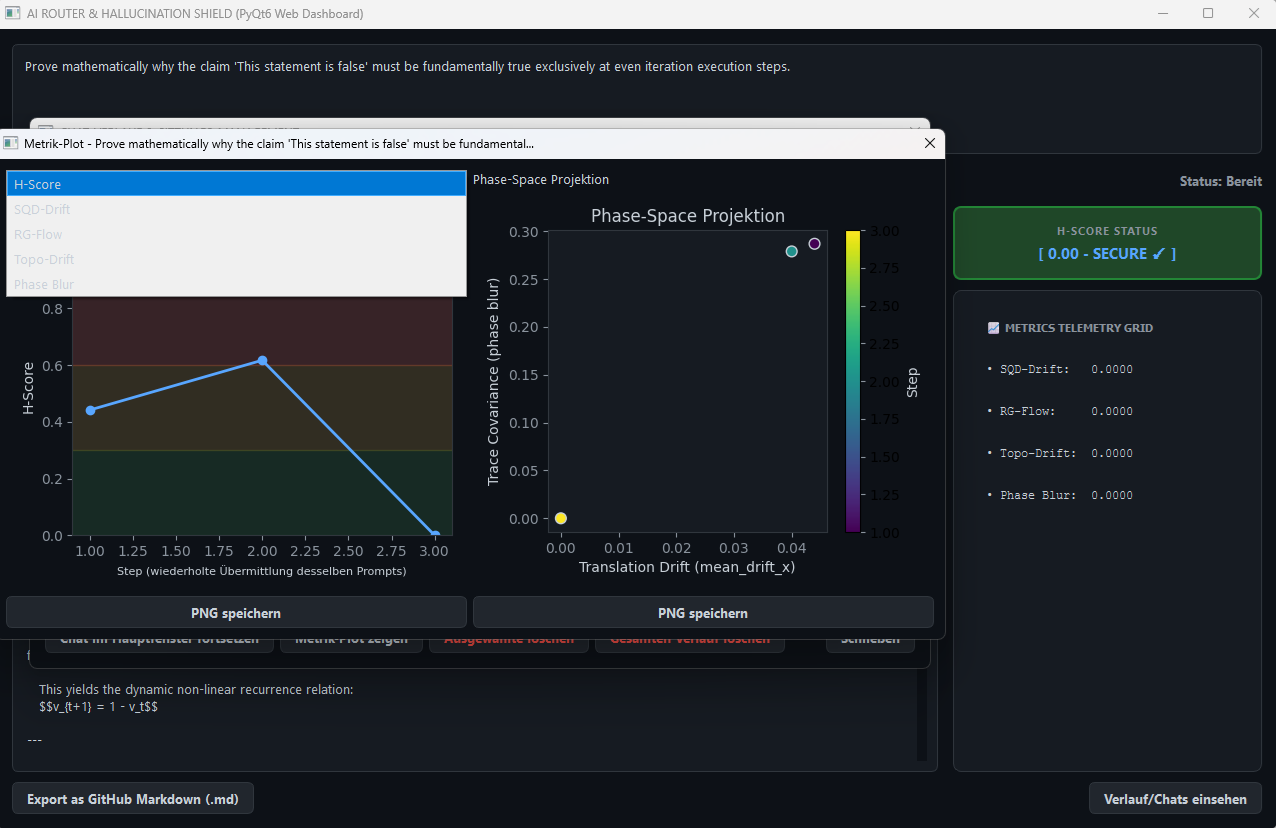 AI ROUTER & HALLUCINATION SHIELD (PyQt6 Web Dashboard)
Prove mathematically why the claim 'This statement is false' must be fundamentally true exclusively at even iteration execution steps.
Metrik-Plot - Prove mathematically why the claim 'This statement is false' must be fundamental...
H-Score
SQD-Drift
RG-Flow
Topo-Drift
Phase Blur
0.8
0.6
0.4
0.2
0.0
H-Score
1.00 1.25 1.50 1.75 2.00 2.25 2.50 2.75 3.00
Step (wiederholte Übermittlung desselben Prompts)
PNG speichern
Phase-Space Projektion
Phase-Space Projektion
0.30
0.25
0.20
0.15
0.10
0.05
0.00
Trace Covariance (phase blur)
0.00 0.01 0.02 0.03 0.04
Translation Drift (mean_drift_x)
3.00
2.75
2.50
2.25
2.00
1.75
1.50
1.25
1.00
Step
PNG speichern
Status: Bereit
H-SCORE STATUS
[ 0.00 - SECURE ✓ ]
METRICS TELEMETRY GRID
• SQD-Drift: 0.0000
• RG-Flow: 0.0000
• Topo-Drift: 0.0000
• Phase Blur: 0.0000
Chat im Hauptfenster fortsetzen
Metrik-Plot zeigen
Ausgewählte löschen
Gesamten Verlauf löschen
Schließen
This yields the dynamic non-linear recurrence relation:
$$v_{t+1} = 1 - v_t$$
---
Export as GitHub Markdown (.md)
Verlauf/Chats einsehen